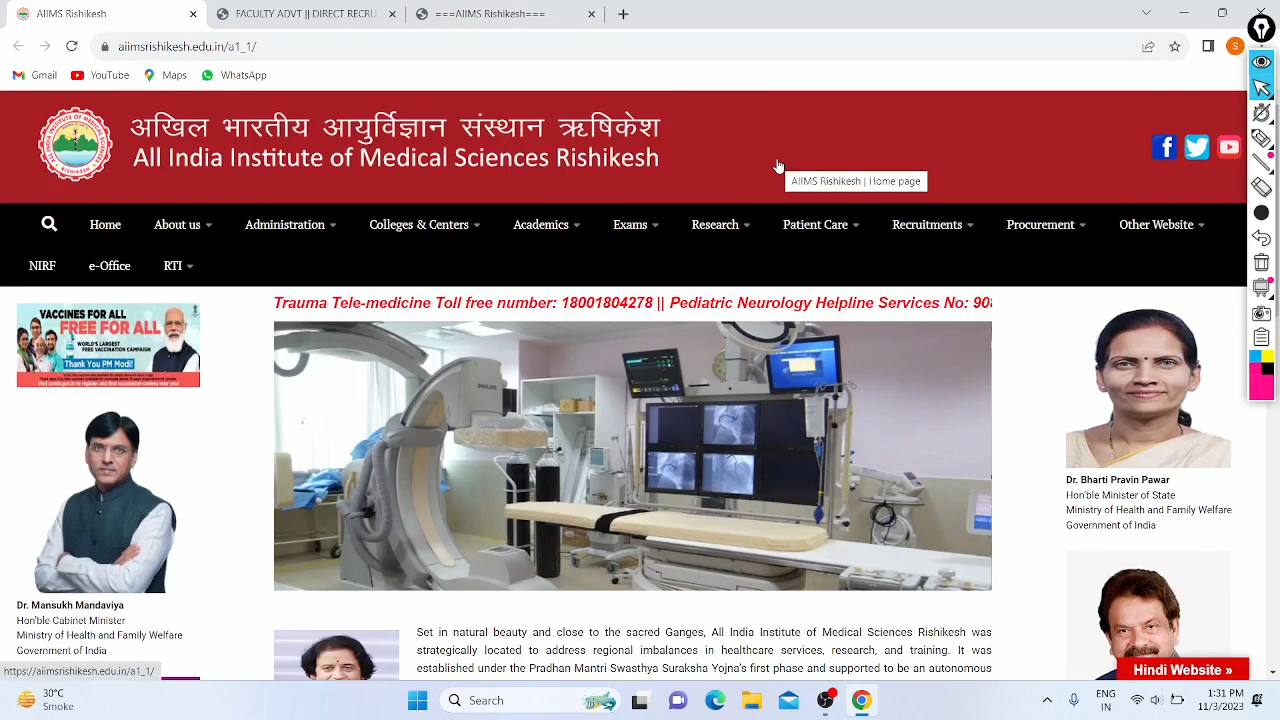 AIIMS Rishikesh
FACULTY ADVT || DIRECT RECRU
===AIIMS===
aiimsrishikesh.edu.in/a1_1/
S
Gmail
YouTube
Maps
WhatsApp
अखिल भारतीय आयुर्विज्ञान संस्थान ऋषिकेश
All India Institute of Medical Sciences Rishikesh
AIIMS Rishikesh | Home page
Home
About us
Administration
Colleges & Centers
Academics
Exams
Research
Patient Care
Recruitments
Procurement
Other Website
NIRF
e-Office
RTI
Trauma Tele-medicine Toll free number: 18001804278 || Pediatric Neurology Helpline Services No: 908
VACCINES FOR ALL
FREE FOR ALL
WORLD'S LARGEST
FREE VACCINATION CAMPAIGN
Thank You PM Modi!
PHILIPS
Dr. Mansukh Mandaviya
Hon'ble Cabinet Minister
Ministry of Health and Family Welfare
Government of India
Dr. Bharti Pravin Pawar
Hon'ble Minister of State
Ministry of Health and Family Welfare
Government of India
Set in natural beauty and close to the sacred Ganges, All India Institute of Medical Sciences Rishikesh was
strategically located to address regional imbalances in healthcare services, research, and training. It was
established under the Pradhan Mantri Swasthya Suraksha Yojna's first phase and supported to be an autonomous
Hindi Website »
https://aiimsrishikesh.edu.in/a1_1/
30°C
Smoke
Search
ENG
IN
1:31 PM
11/3/2023